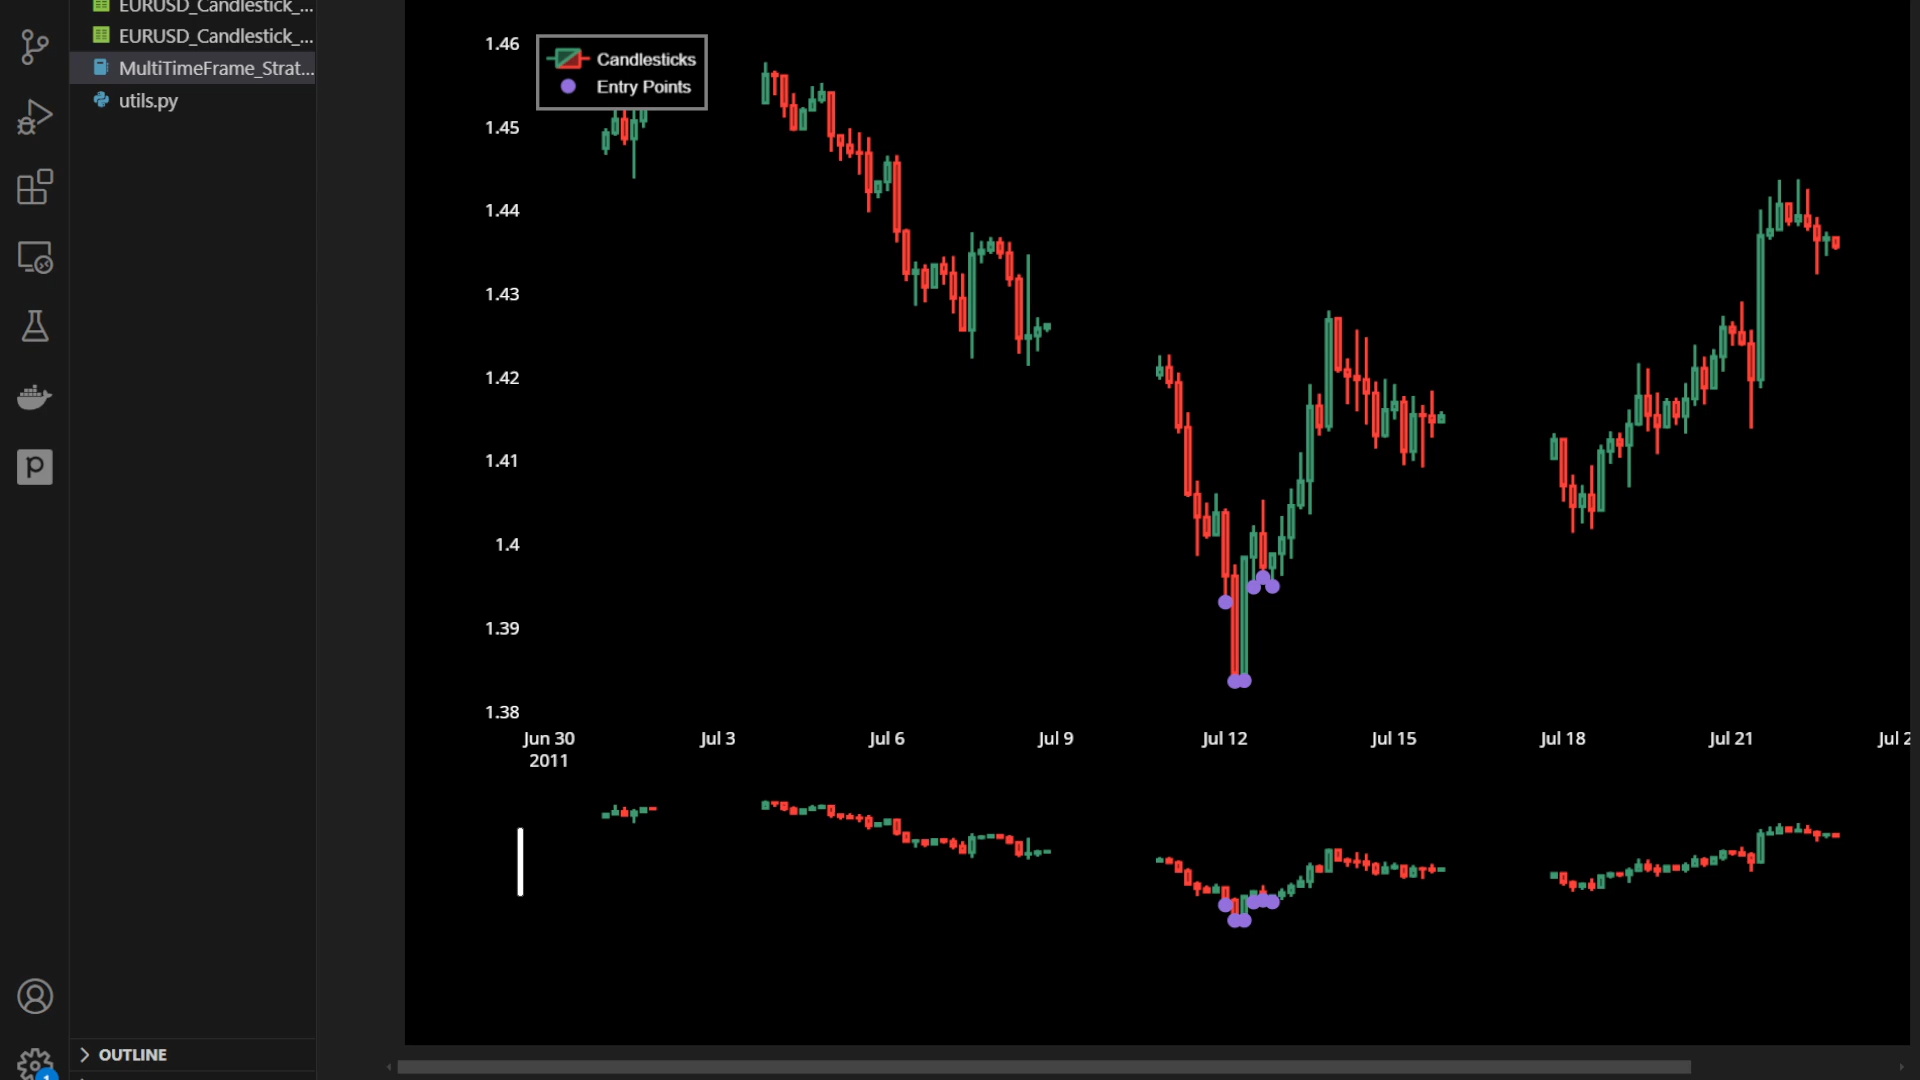 EURUSD_Candlestick_...
EURUSD_Candlestick_...
MultiTimeFrame_Strat...
utils.py
OUTLINE
Candlesticks
Entry Points
1.46
1.45
1.44
1.43
1.42
1.41
1.4
1.39
1.38
Jun 30 Jul 3 Jul 6 Jul 9 Jul 12 Jul 15 Jul 18 Jul 21 Jul 2
2011